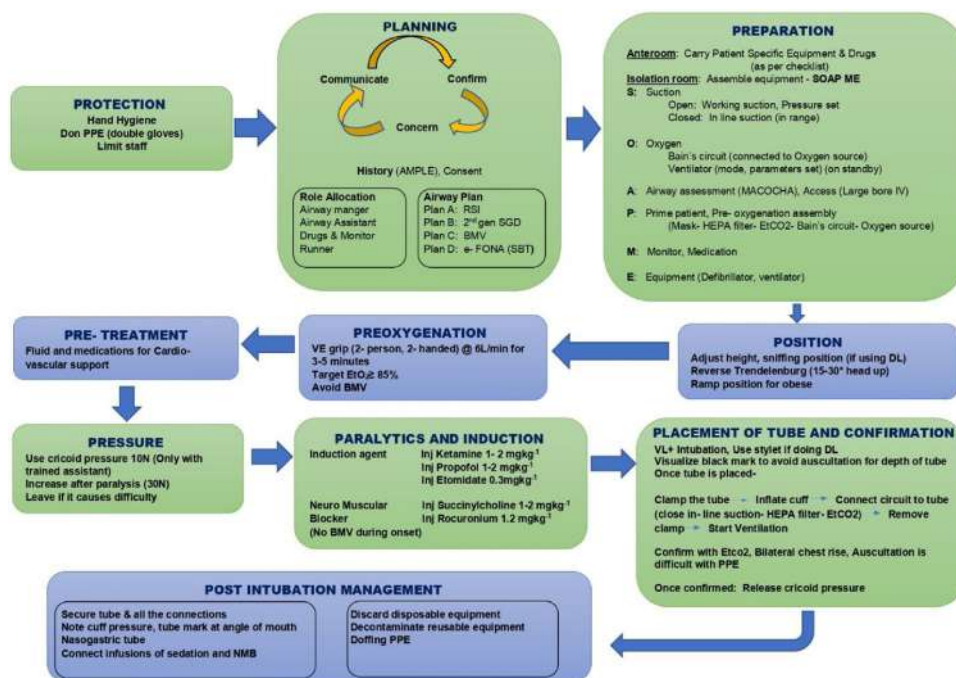 PROTECTION
Hand Hygiene
Don PPE (double gloves)
Limit staff
PLANNING
Communicate
Confirm
Concern
History (AMPLE), Consent
Role Allocation
Airway manger
Airway Assistant
Drugs & Monitor
Runner
Airway Plan
Plan A: RSI
Plan B: 2nd gen SGD
Plan C: BMV
Plan D: e- FONA (SBT)
PREPARATION
Anteroom: Carry Patient Specific Equipment & Drugs
(as per checklist)
Isolation room: Assemble equipment - SOAP ME
S: Suction
Open: Working suction, Pressure set
Closed: In line suction (in range)
O: Oxygen
Bain's circuit (connected to Oxygen source)
Ventilator (mode, parameters set) (on standby)
A: Airway assessment (MACOCHA), Access (Large bore IV)
P: Prime patient, Pre- oxygenation assembly
(Mask- HEPA filter- EtCO2- Bain's circuit- Oxygen source)
M: Monitor, Medication
E: Equipment (Defibrillator, ventilator)
POSITION
Adjust height, sniffing position (if using DL)
Reverse Trendelenburg (15-30° head up)
Ramp position for obese
PREOXYGENATION
VE grip (2- person, 2- handed) @ 6L/min for
3-5 minutes
Target EtO2≥ 85%
Avoid BMV
PRE- TREATMENT
Fluid and medications for Cardio-
vascular support
PRESSURE
Use cricoid pressure 10N (Only with
trained assistant)
Increase after paralysis (30N)
Leave if it causes difficulty
PARALYTICS AND INDUCTION
Induction agent Inj Ketamine 1- 2 mgkg-1
Inj Propofol 1-2 mgkg-1
Inj Etomidate 0.3mgkg-1
Neuro Muscular Inj Succinylcholine 1-2 mgkg-1
Blocker Inj Rocuronium 1.2 mgkg-1
(No BMV during onset)
PLACEMENT OF TUBE AND CONFIRMATION
VL+ Intubation, Use stylet if doing DL
Visualize black mark to avoid auscultation for depth of tube
Once tube is placed-
Clamp the tube → Inflate cuff → Connect circuit to tube
(close in- line suction- HEPA filter- EtCO2) → Remove
clamp → Start Ventilation
Confirm with Etco2, Bilateral chest rise, Auscultation is
difficult with PPE
Once confirmed: Release cricoid pressure
POST INTUBATION MANAGEMENT
Secure tube & all the connections
Note cuff pressure, tube mark at angle of mouth
Nasogastric tube
Connect infusions of sedation and NMB
Discard disposable equipment
Decontaminate reusable equipment
Doffing PPE